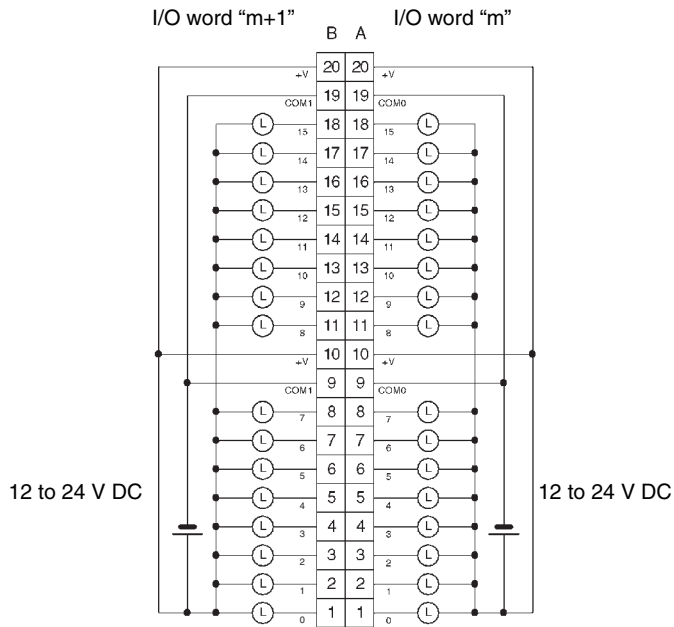 I/O word “m+1” I/O word “m”
B A
+V 20 20 +V
COM1 19 19 COM0
L 15 18 18 15 L
L 14 17 17 14 L
L 13 16 16 13 L
L 12 15 15 12 L
L 11 14 14 11 L
L 10 13 13 10 L
L 9 12 12 9 L
L 8 11 11 8 L
+V 10 10 +V
COM1 9 9 COM0
L 7 8 8 7 L
L 6 7 7 6 L
L 5 6 6 5 L
12 to 24 V DC L 4 5 5 4 L 12 to 24 V DC
L 3 4 4 3 L
L 2 3 3 2 L
L 1 2 2 1 L
L 0 1 1 0 L